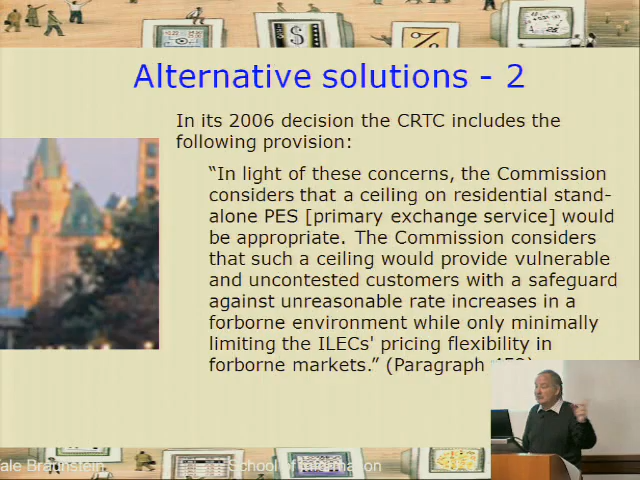 Alternative solutions - 2
In its 2006 decision the CRTC includes the
following provision:
“In light of these concerns, the Commission
considers that a ceiling on residential stand-
alone PES [primary exchange service] would
be appropriate. The Commission considers
that such a ceiling would provide vulnerable
and uncontested customers with a safeguard
against unreasonable rate increases in a
forborne environment while only minimally
limiting the ILECs' pricing flexibility in
forborne markets.” (Paragraph
Braunstein School of Information